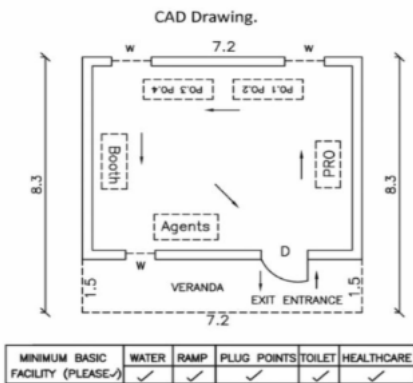 CAD Drawing.
W 7.2 W
PO.4 PO.3 PO.2 PO.1
8.3 Booth PRO 8.3
Agents
W D
1.5 VERANDA EXIT ENTRANCE 1.5
7.2
MINIMUM BASIC FACILITY (PLEASE✓) WATER RAMP PLUG POINTS TOILET HEALTHCARE
✓ ✓ ✓ ✓ ✓